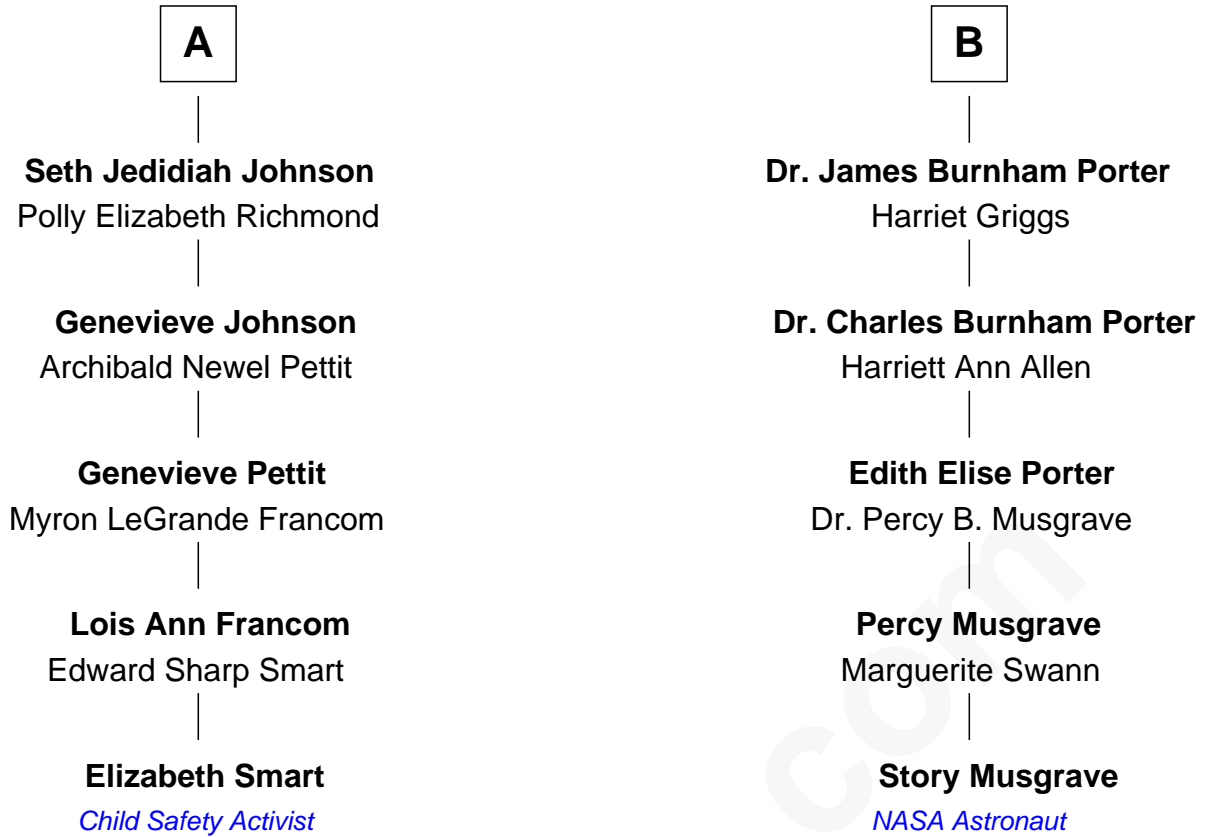 A
Seth Jedidiah Johnson
Polly Elizabeth Richmond
Genevieve Johnson
Archibald Newel Pettit
Genevieve Pettit
Myron LeGrande Francom
Lois Ann Francom
Edward Sharp Smart
Elizabeth Smart
Child Safety Activist
B
Dr. James Burnham Porter
Harriet Griggs
Dr. Charles Burnham Porter
Harriett Ann Allen
Edith Elise Porter
Dr. Percy B. Musgrave
Percy Musgrave
Marguerite Swann
Story Musgrave
NASA Astronaut
com